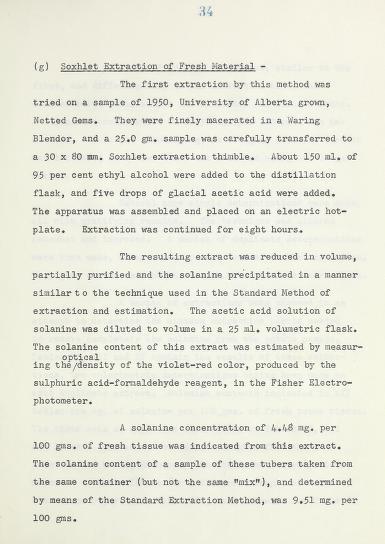 34
(g) Soxhlet Extraction of Fresh Material -
The first extraction by this method was
tried on a sample of 1950, University of Alberta grown,
Netted Gems. They were finely macerated in a Waring
Blendor, and a 25.0 gm. sample was carefully transferred to
a 30 x 80 mm. Soxhlet extraction thimble. About 150 ml. of
95 per cent ethyl alcohol were added to the distillation
flask, and five drops of glacial acetic acid were added.
The apparatus was assembled and placed on an electric hot-
plate. Extraction was continued for eight hours.
The resulting extract was reduced in volume,
partially purified and the solanine precipitated in a manner
similar to the technique used in the Standard Method of
extraction and estimation. The acetic acid solution of
solanine was diluted to volume in a 25 ml. volumetric flask.
The solanine content of this extract was estimated by measur-
optical
ing the/density of the violet-red color, produced by the
sulphuric acid-formaldehyde reagent, in the Fisher Electro-
photometer.
A solanine concentration of 4.48 mg. per
100 gms. of fresh tissue was indicated from this extract.
The solanine content of a sample of these tubers taken from
the same container (but not the same "mix"), and determined
by means of the Standard Extraction Method, was 9.51 mg. per
100 gms.